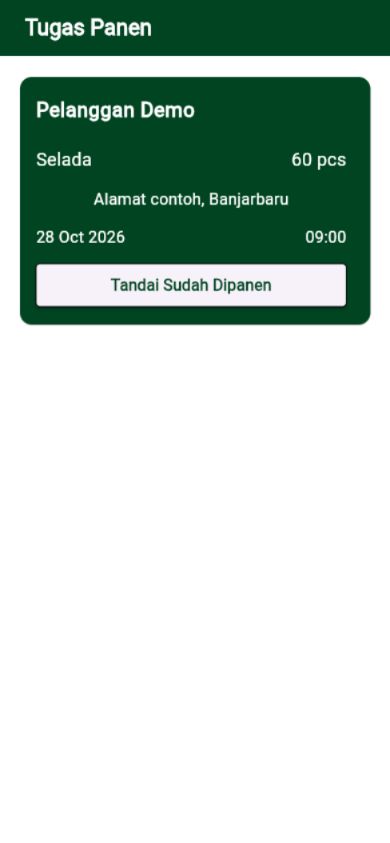 Tugas Panen
Pelanggan Demo
Selada 60 pcs
Alamat contoh, Banjarbaru
28 Oct 2026 09:00
Tandai Sudah Dipanen